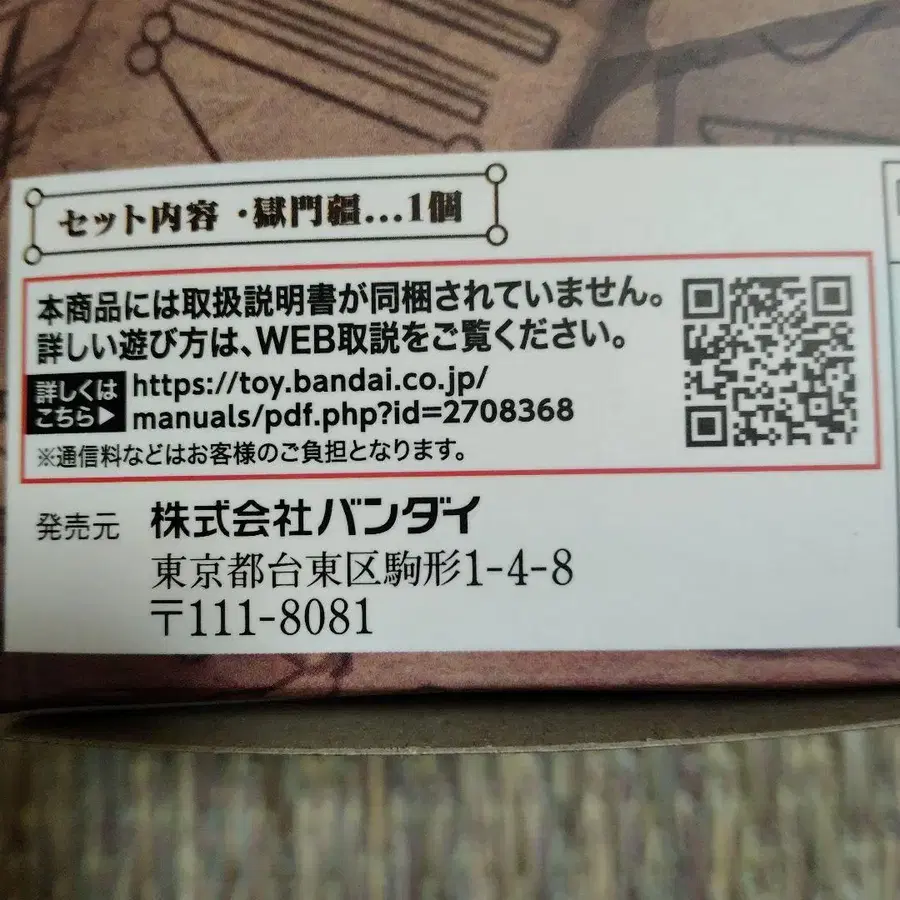 セット内容 ・獄門疆…1個
本商品には取扱説明書が同梱されていません。
詳しい遊び方は、WEB取説をご覧ください。
詳しくは
こちら▶
https://toy.bandai.co.jp/
manuals/pdf.php?id=2708368
※通信料などはお客様のご負担となります。
発売元 株式会社バンダイ
東京都台東区駒形1-4-8
〒111-8081